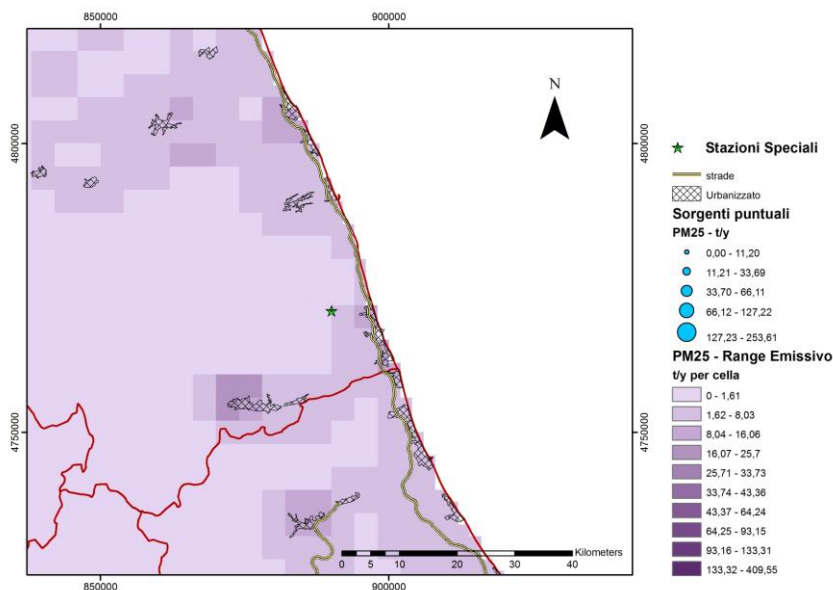 850000
900000
4800000
4800000
4750000
4750000
N
Kilometers
0 5 10 20 30 40
850000
900000
Stazioni Speciali
strade
Urbanizzato
Sorgenti puntuali
PM25 - t/y
0,00 - 11,20
11,21 - 33,69
33,70 - 66,11
66,12 - 127,22
127,23 - 253,61
PM25 - Range Emissivo
t/y per cella
0 - 1,61
1,62 - 8,03
8,04 - 16,06
16,07 - 25,7
25,71 - 33,73
33,74 - 43,36
43,37 - 64,24
64,25 - 93,15
93,16 - 133,31
133,32 - 409,55